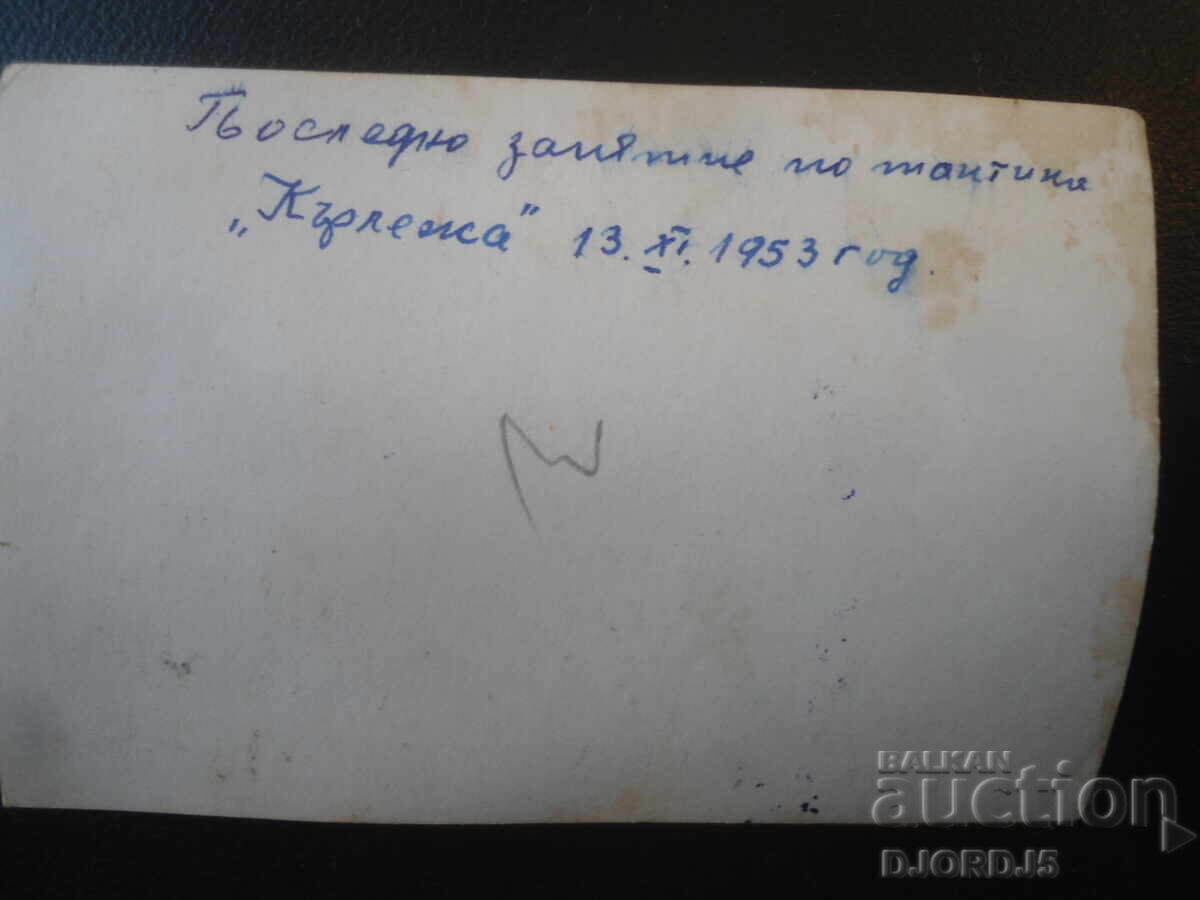 Последно занятие по тактика
„Кърлежа" 13.XI.1953 год.
BALKAN
auction
DJORDJ5